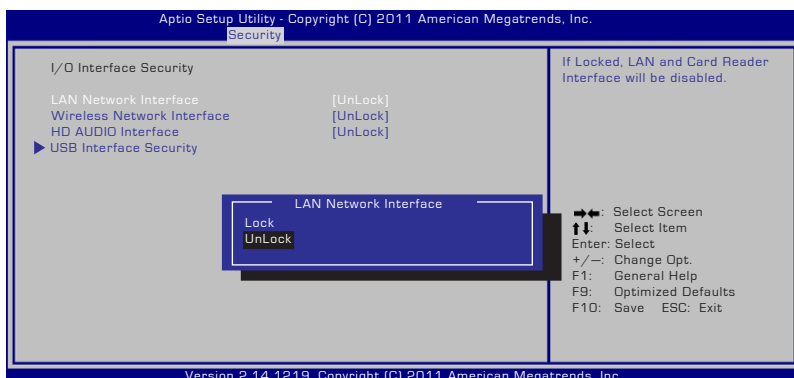 Aptio Setup Utility - Copyright (C) 2011 American Megatrends, Inc.
Security
I/O Interface Security
LAN Network Interface [UnLock]
Wireless Network Interface [UnLock]
HD AUDIO Interface [UnLock]
USB Interface Security
If Locked, LAN and Card Reader
Interface will be disabled.
LAN Network Interface
Lock
UnLock
→←: Select Screen
↑↓: Select Item
Enter: Select
+/—: Change Opt.
F1: General Help
F9: Optimized Defaults
F10: Save ESC: Exit
Version 2.14.1219. Copyright (C) 2011 American Megatrends, Inc.